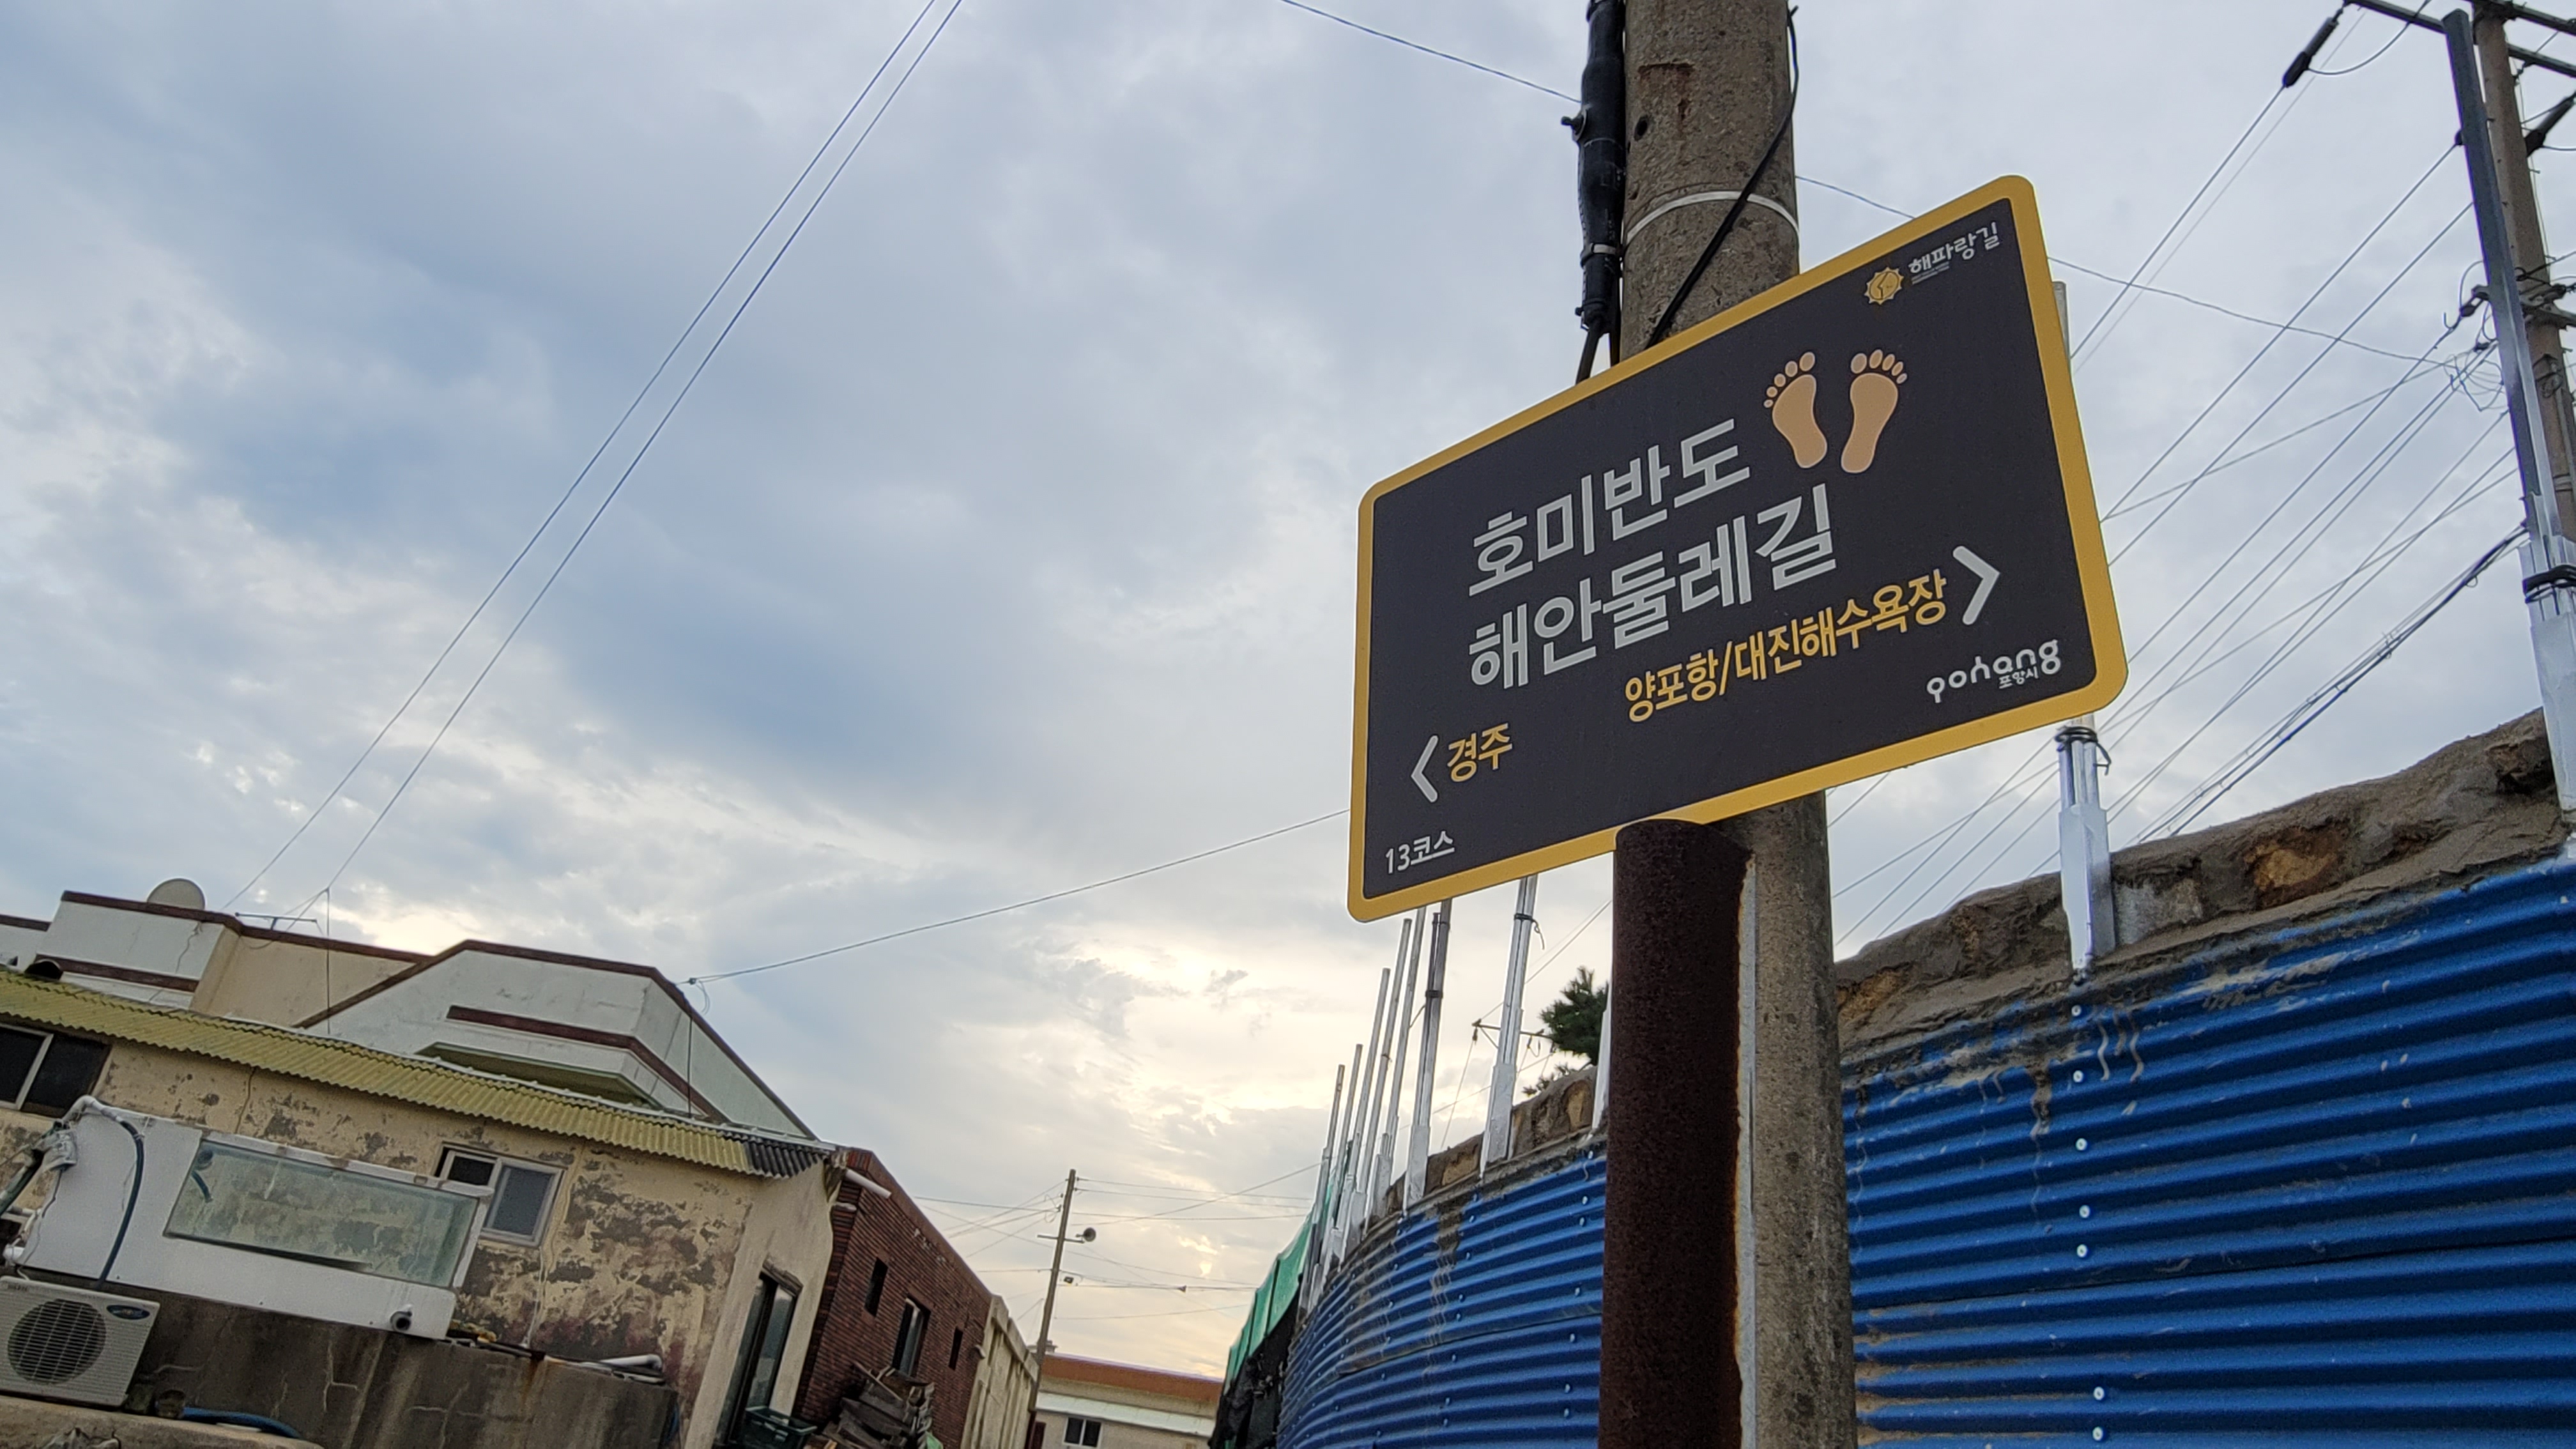 해파랑길
호미반도
해안둘레길
양포항/대진해수욕장 >
< 경주
pohang
포항시
13코스